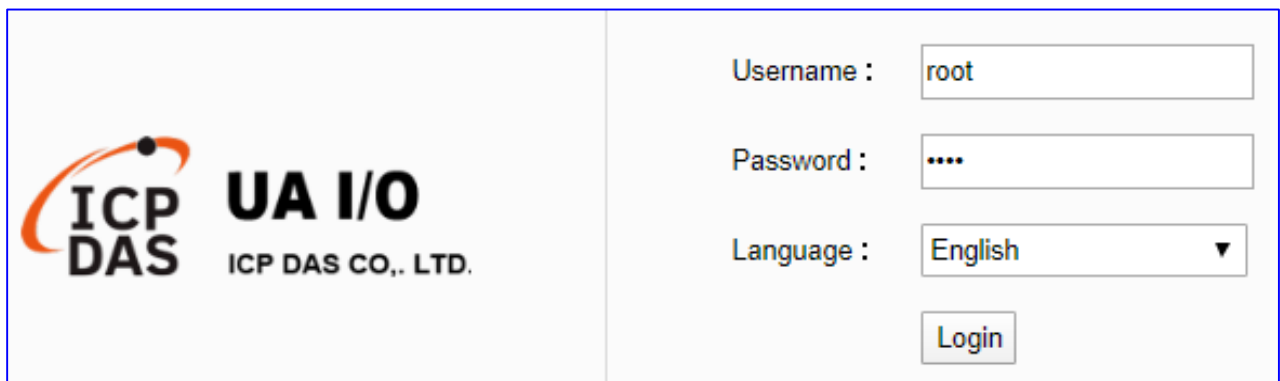 ICP
DAS
UA I/O
ICP DAS CO,. LTD.
Username :
root
Password :
••••
Language :
English ▼
Login